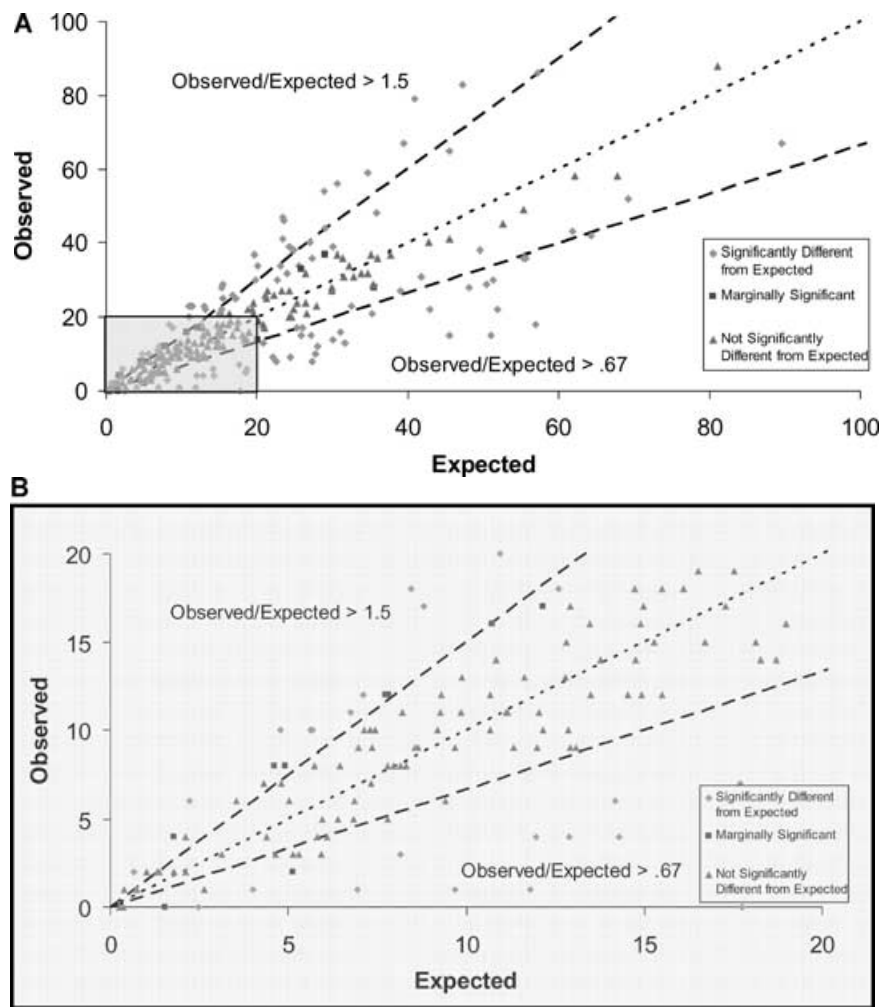 A
100
80
60
40
20
0
Observed
Observed/Expected > 1.5
Observed/Expected > .67
Significantly Different
from Expected
Marginally Significant
Not Significantly
Different from Expected
0 20 40 60 80 100
Expected
B
20
15
10
5
0
Observed
Observed/Expected > 1.5
Observed/Expected > .67
Significantly Different
from Expected
Marginally Significant
Not Significantly
Different from Expected
0 5 10 15 20
Expected